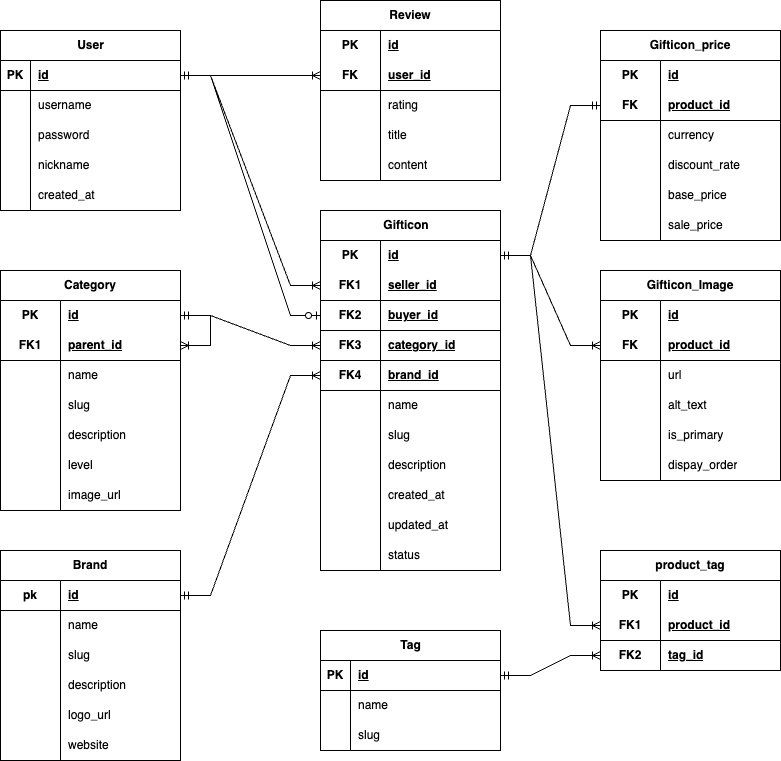 User
PK id
username
password
nickname
created_at
Review
PK id
FK user_id
rating
title
content
Gifticon_price
PK id
FK product_id
currency
discount_rate
base_price
sale_price
Category
PK id
FK1 parent_id
name
slug
description
level
image_url
Gifticon
PK id
FK1 seller_id
FK2 buyer_id
FK3 category_id
FK4 brand_id
name
slug
description
created_at
updated_at
status
Gifticon_Image
PK id
FK product_id
url
alt_text
is_primary
dispay_order
Brand
pk id
name
slug
description
logo_url
website
Tag
PK id
name
slug
product_tag
PK id
FK1 product_id
FK2 tag_id